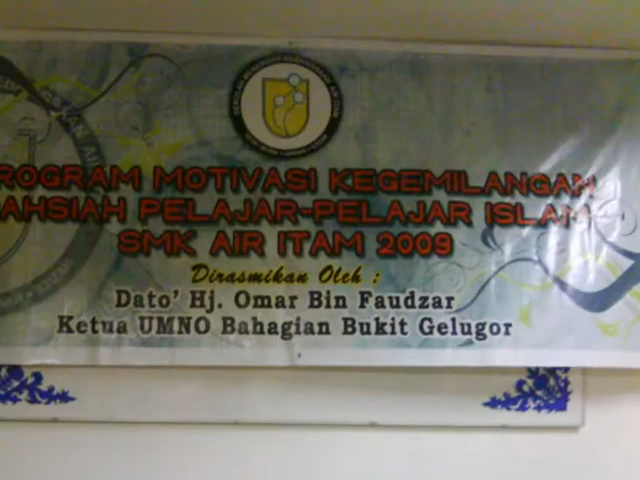 ROGRAM MOTIVASI KEGEMILANGAN
AHSIAH PELAJAR-PELAJAR ISLAM
SMK AIR ITAM 2009
Dirasmikan Oleh :
Dato' Hj. Omar Bin Faudzar
Ketua UMNO Bahagian Bukit Gelugor